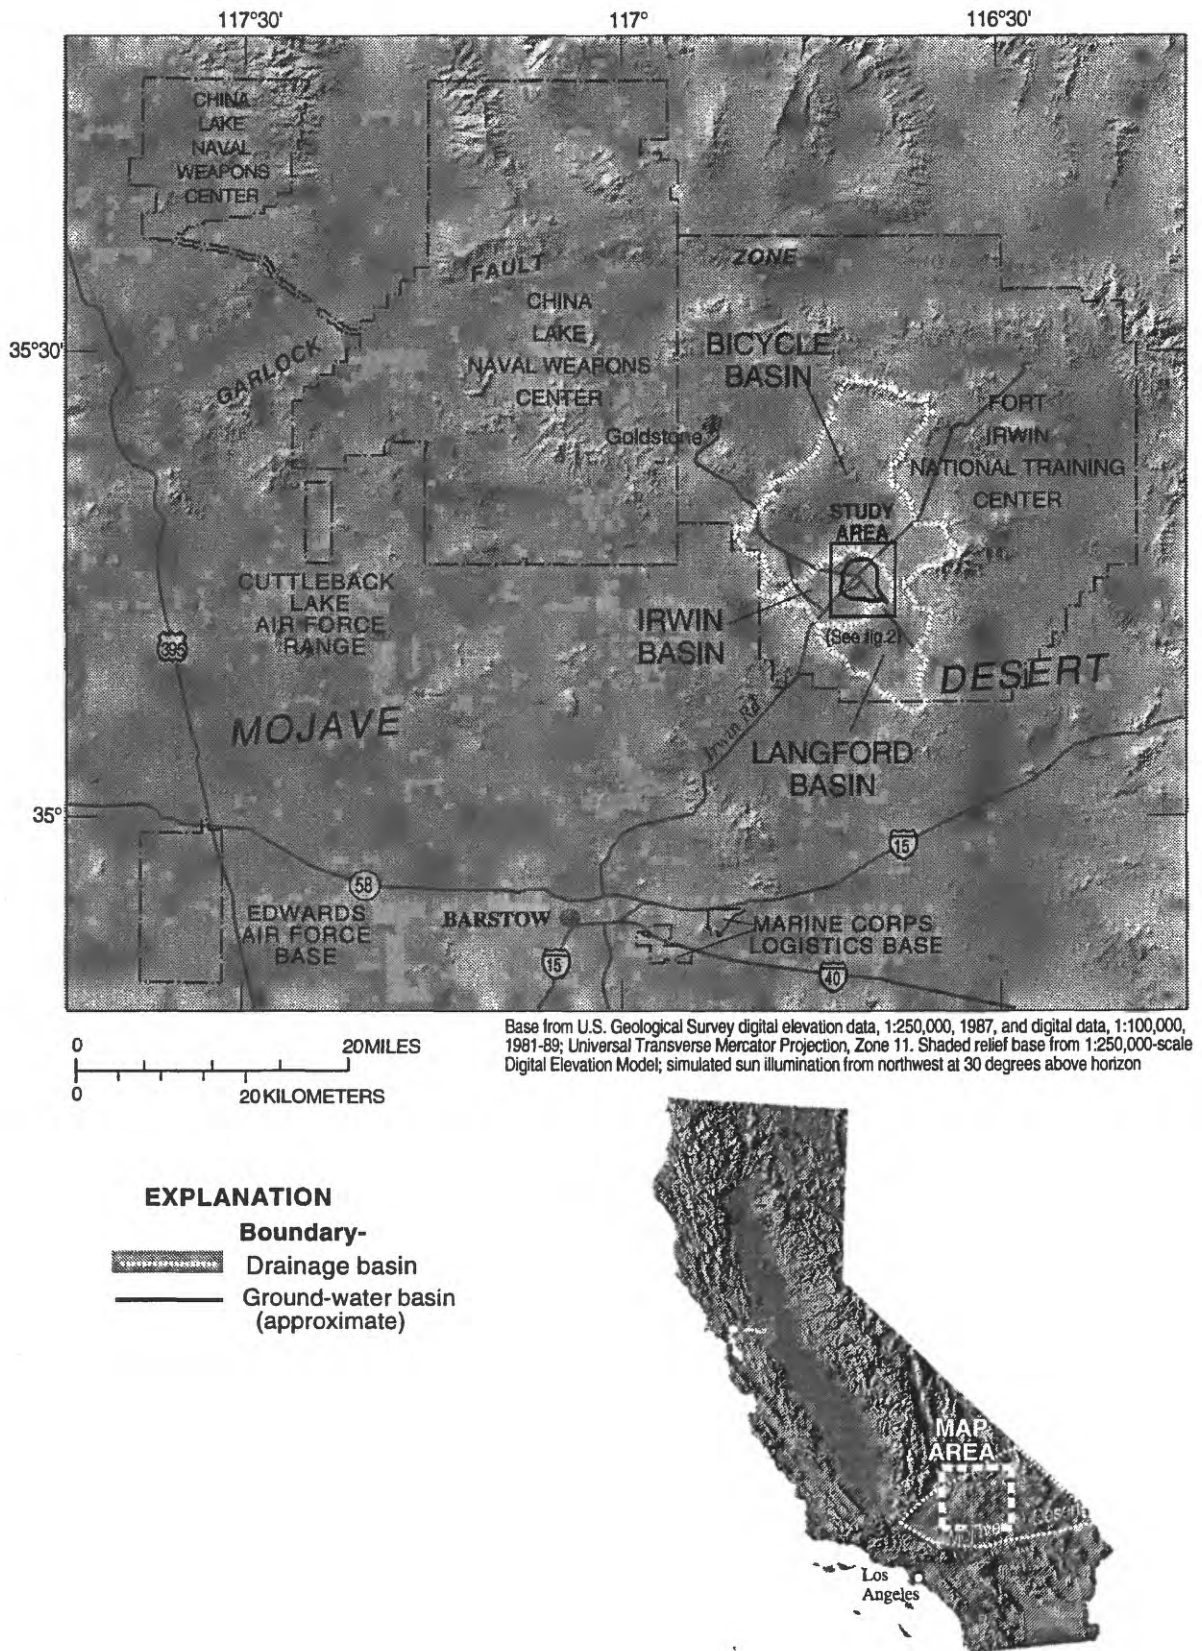 117°30'
117°
116°30'
CHINA
LAKE
NAVAL
WEAPONS
CENTER
FAULT
ZONE
CHINA
LAKE
NAVAL WEAPONS
CENTER
35°30'
GARLOCK
BICYCLE
BASIN
Goldstone
FORT
IRWIN
NATIONAL TRAINING
CENTER
STUDY
AREA
CUTTLEBACK
LAKE
AIR FORCE
RANGE
IRWIN
BASIN
(See fig.2)
395
DESERT
MOJAVE
Irwin Rd
LANGFORD
BASIN
35°
15
58
EDWARDS
AIR FORCE
BASE
BARSTOW
MARINE CORPS
LOGISTICS BASE
15
40
0 20 MILES
0 20 KILOMETERS
Base from U.S. Geological Survey digital elevation data, 1:250,000, 1987, and digital data, 1:100,000,
1981-89; Universal Transverse Mercator Projection, Zone 11. Shaded relief base from 1:250,000-scale
Digital Elevation Model; simulated sun illumination from northwest at 30 degrees above horizon
EXPLANATION
Boundary-
Drainage basin
Ground-water basin
(approximate)
MAP
AREA
Los
Angeles